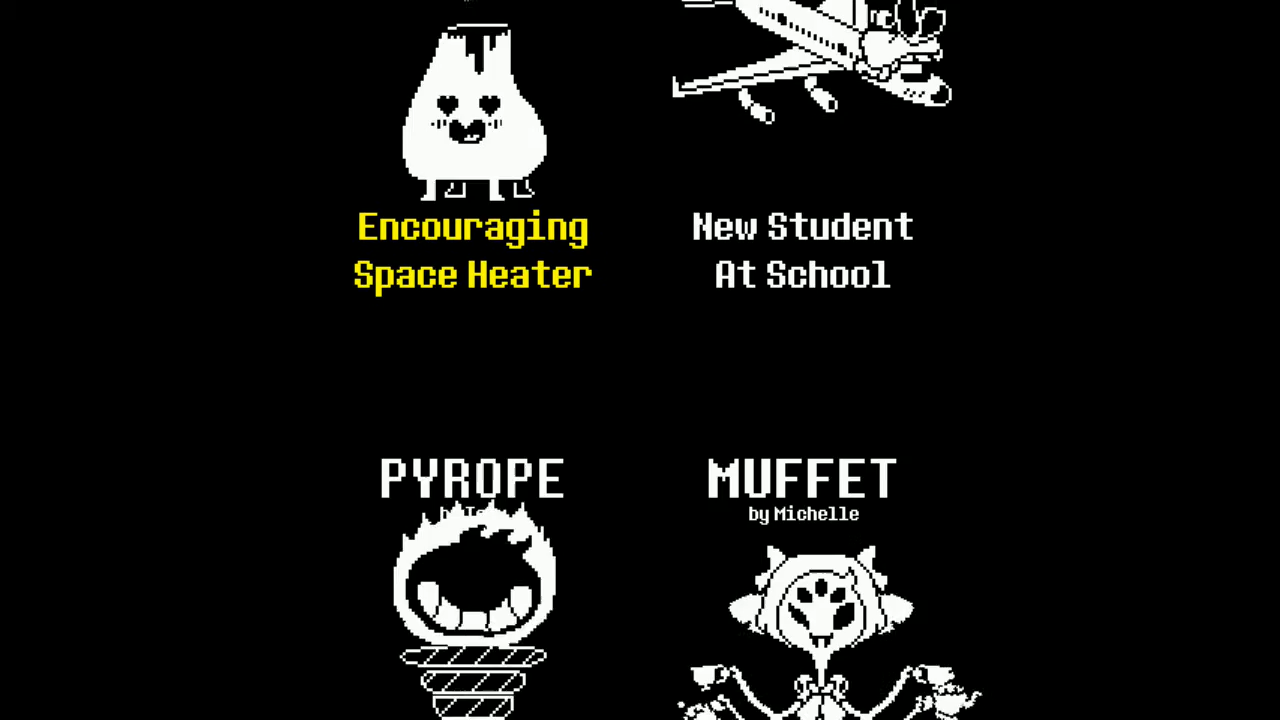 Encouraging
Space Heater
New Student
At School
PYROPE
MUFFET
by Michelle